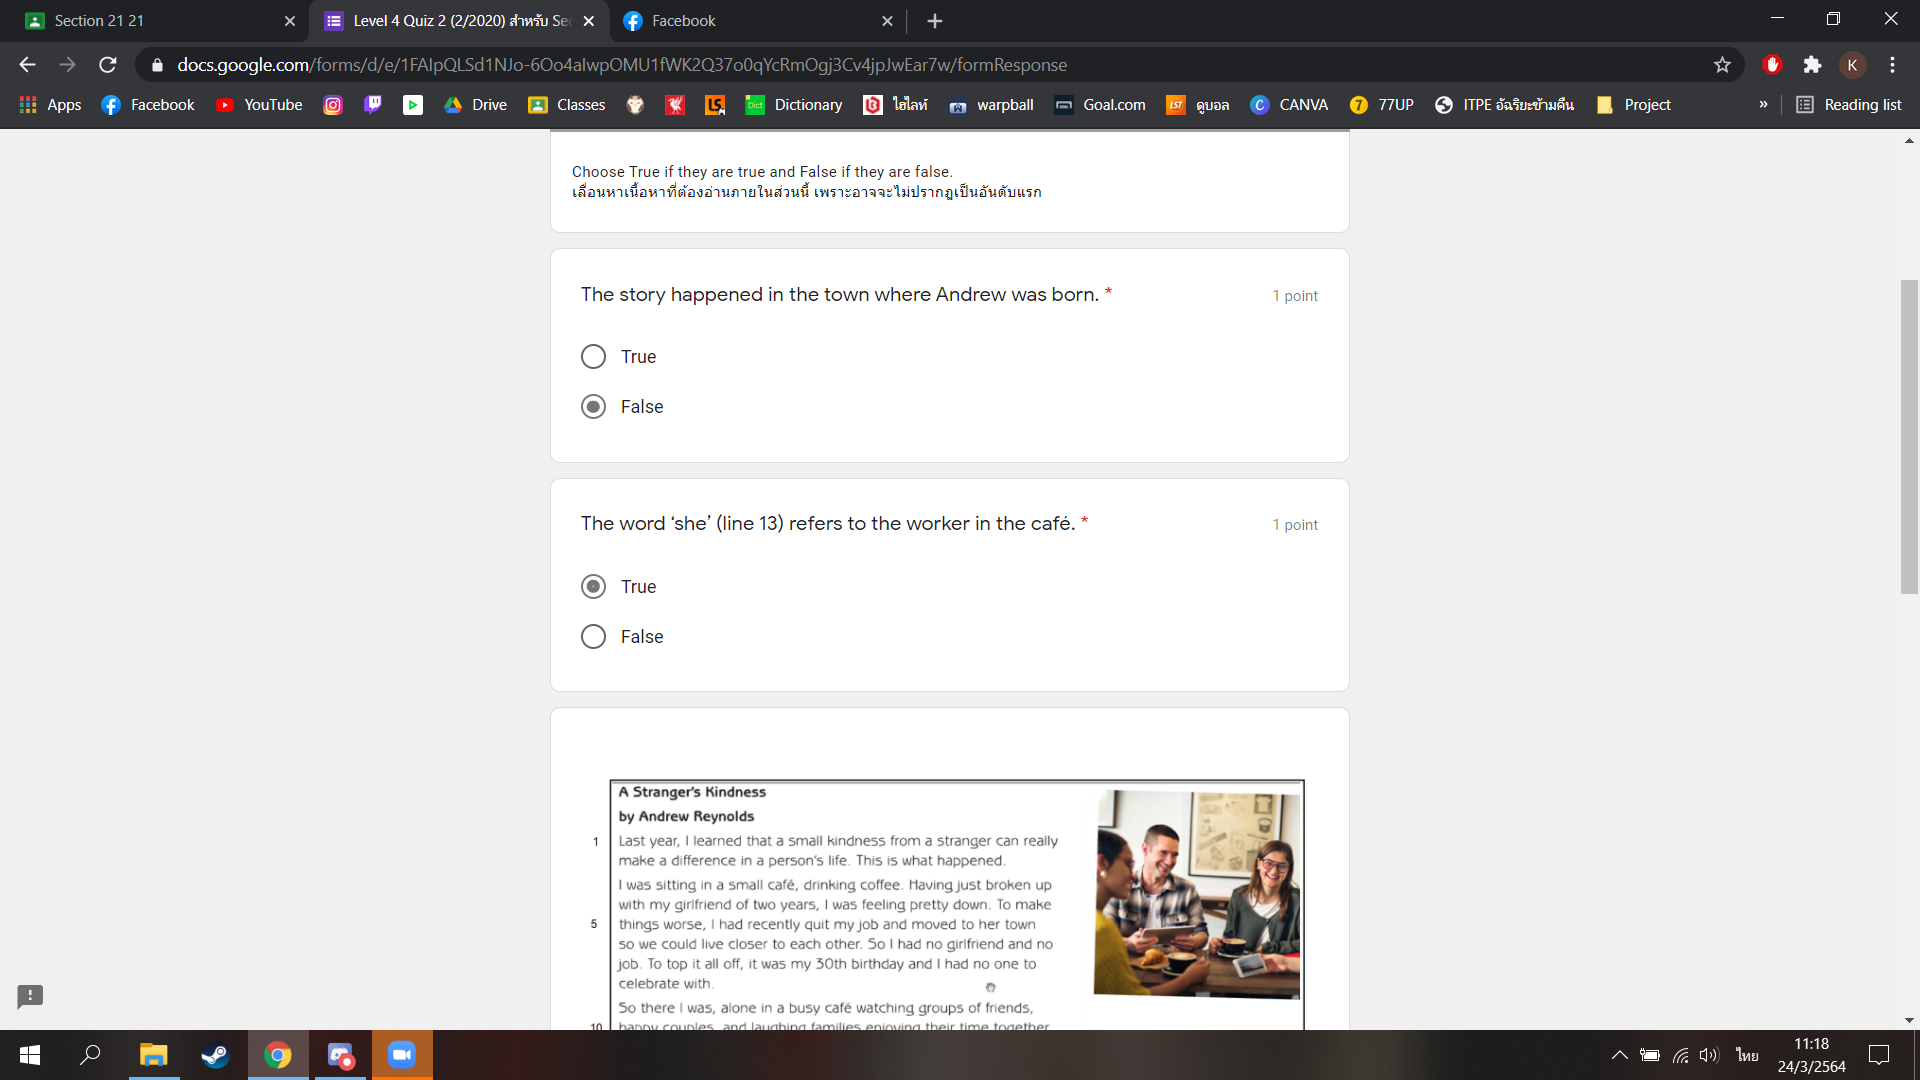 Section 21 21
Level 4 Quiz 2 (2/2020) สำหรับ Sec
Facebook
docs.google.com/forms/d/e/1FAIpQLSd1NJo-6Oo4aIwpOMU1fWK2Q37o0qYcRmOgj3Cv4jpJwEar7w/formResponse
K
Apps Facebook YouTube Drive Classes Dictionary ไฮไลท์ warpball Goal.com ดูบอล CANVA 77UP ITPE อัฉริยะข้ามคืน Project » Reading list
Choose True if they are true and False if they are false.
เลื่อนหาเนื้อหาที่ต้องอ่านภายในส่วนนี้ เพราะอาจจะไม่ปรากฎเป็นอันดับแรก
The story happened in the town where Andrew was born. *
1 point
True
False
The word ‘she’ (line 13) refers to the worker in the café. *
1 point
True
False
A Stranger's Kindness
by Andrew Reynolds
1 Last year, I learned that a small kindness from a stranger can really
make a difference in a person's life. This is what happened.
I was sitting in a small café, drinking coffee. Having just broken up
with my girlfriend of two years, I was feeling pretty down. To make
5 things worse, I had recently quit my job and moved to her town
so we could live closer to each other. So I had no girlfriend and no
job. To top it all off, it was my 30th birthday and I had no one to
celebrate with.
So there I was, alone in a busy café watching groups of friends,
10 happy couples, and laughing families enjoying their time together
ไทย
11:18
24/3/2564